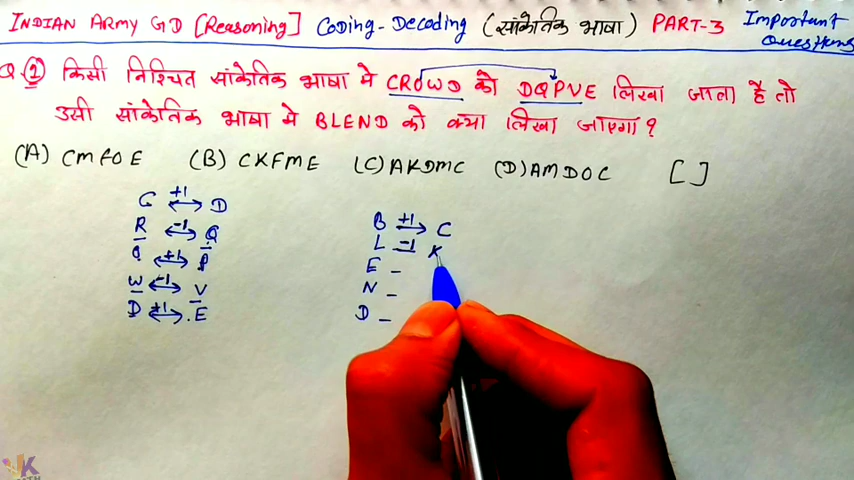 INDIAN ARMY GD [Reasoning] CODING-DECODING (सांकेतिक भाषा) PART-3 Important Questions
Q.1 किसी निश्चित सांकेतिक भाषा मे CROWD को DQPVE लिखा जाता है तो
उसी सांकेतिक भाषा मे BLEND को क्या लिखा जाएगा?
(A) CMFOE (B) CKFME (C) AKDMC (D) AMDOC [ ]
C +1 D
R -1 Q
O +1 P
W -1 V
D +1 E
B +1 C
L -1 K
E -
N -
D -